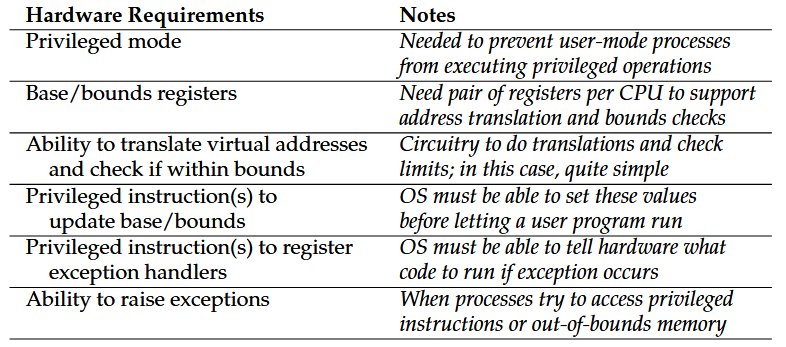 Hardware Requirements Notes
Privileged mode Needed to prevent user-mode processes
from executing privileged operations
Base/bounds registers Need pair of registers per CPU to support
address translation and bounds checks
Ability to translate virtual addresses Circuitry to do translations and check
and check if within bounds limits; in this case, quite simple
Privileged instruction(s) to OS must be able to set these values
update base/bounds before letting a user program run
Privileged instruction(s) to register OS must be able to tell hardware what
exception handlers code to run if exception occurs
Ability to raise exceptions When processes try to access privileged
instructions or out-of-bounds memory